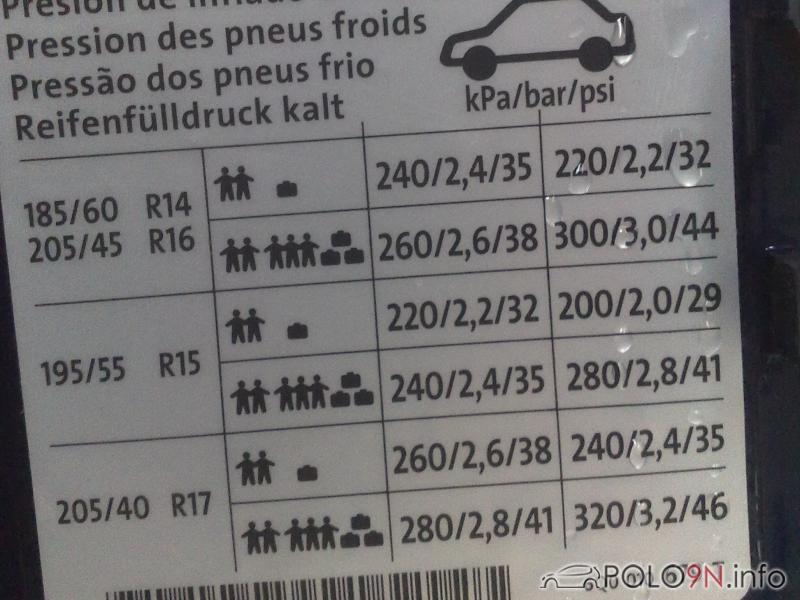 Presión de inflado
Pression des pneus froids
Pressão dos pneus frio
Reifenfülldruck kalt
kPa/bar/psi
185/60 R14
205/45 R16
240/2,4/35 220/2,2/32
260/2,6/38 300/3,0/44
195/55 R15
220/2,2/32 200/2,0/29
240/2,4/35 280/2,8/41
205/40 R17
260/2,6/38 240/2,4/35
280/2,8/41 320/3,2/46
POLO9N.info